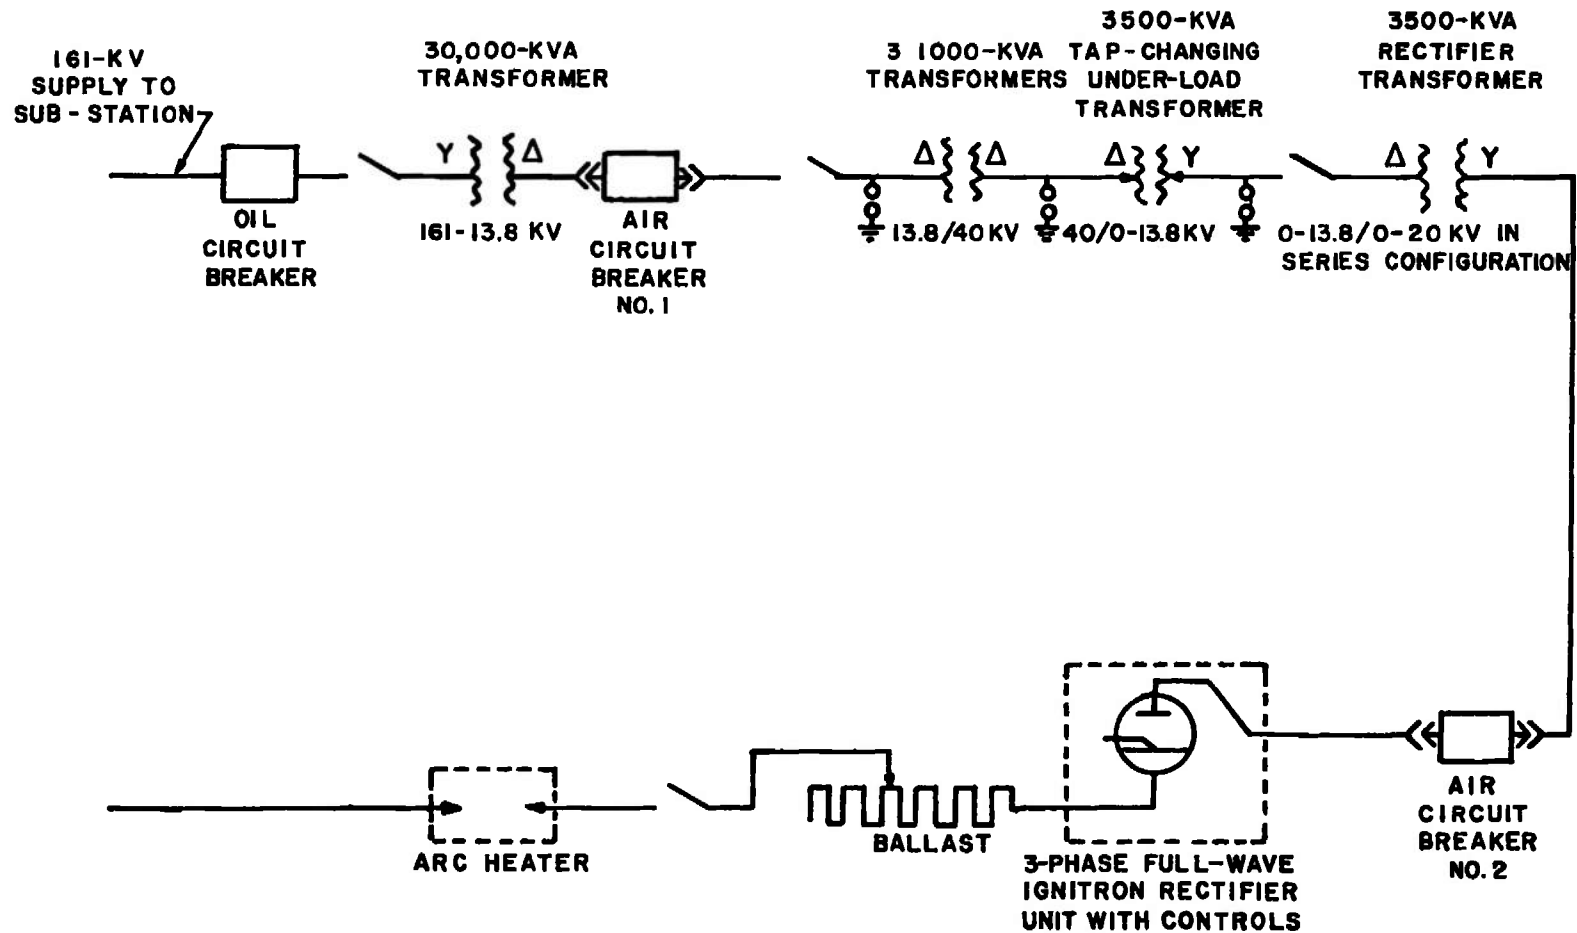 161-KV
SUPPLY TO
SUB-STATION
30,000-KVA
TRANSFORMER
3 1000-KVA
TRANSFORMERS
3500-KVA
TAP-CHANGING
UNDER-LOAD
TRANSFORMER
3500-KVA
RECTIFIER
TRANSFORMER
Y Δ
Δ Δ
Δ Y
Δ Y
OIL
CIRCUIT
BREAKER
161-13.8 KV
AIR
CIRCUIT
BREAKER
NO. 1
13.8/40 KV
40/0-13.8 KV
0-13.8/0-20 KV IN
SERIES CONFIGURATION
ARC HEATER
BALLAST
3-PHASE FULL-WAVE
IGNITRON RECTIFIER
UNIT WITH CONTROLS
AIR
CIRCUIT
BREAKER
NO. 2